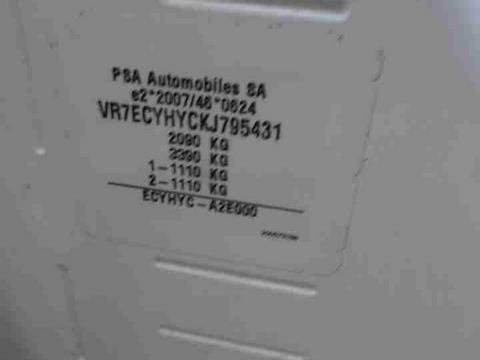 PSA Automobiles SA
e2*2007/46*0624
VR7ECYHYCKJ795431
2090 KG
3390 KG
1-1110 KG
2-1110 KG
ECYHYC-A2E000